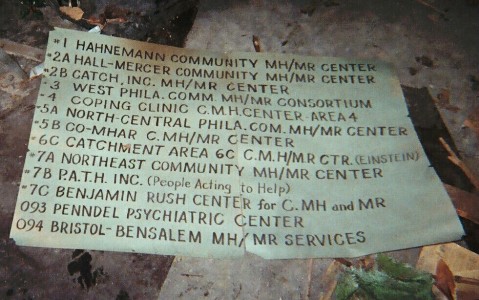 *1 HAHNEMANN COMMUNITY MH/MR CENTER
*2A HALL-MERCER COMMUNITY MH/MR CENTER
*2B CATCH, INC. MH/MR CENTER
*3 WEST PHILA. COMM. MH/MR CONSORTIUM
*4 COPING CLINIC C.M.H. CENTER-AREA 4
*5A NORTH-CENTRAL PHILA. COM. MH/MR CENTER
*5B CO-MHAR C. MH/MR CENTER
*6C CATCHMENT AREA 6C C.M.H/MR CTR. (EINSTEIN)
*7A NORTHEAST COMMUNITY MH/MR CENTER
*7B P.A.T.H. INC. (People Acting to Help)
*7C BENJAMIN RUSH CENTER for C.MH and MR
093 PENNDEL PSYCHIATRIC CENTER
094 BRISTOL-BENSALEM MH/MR SERVICES